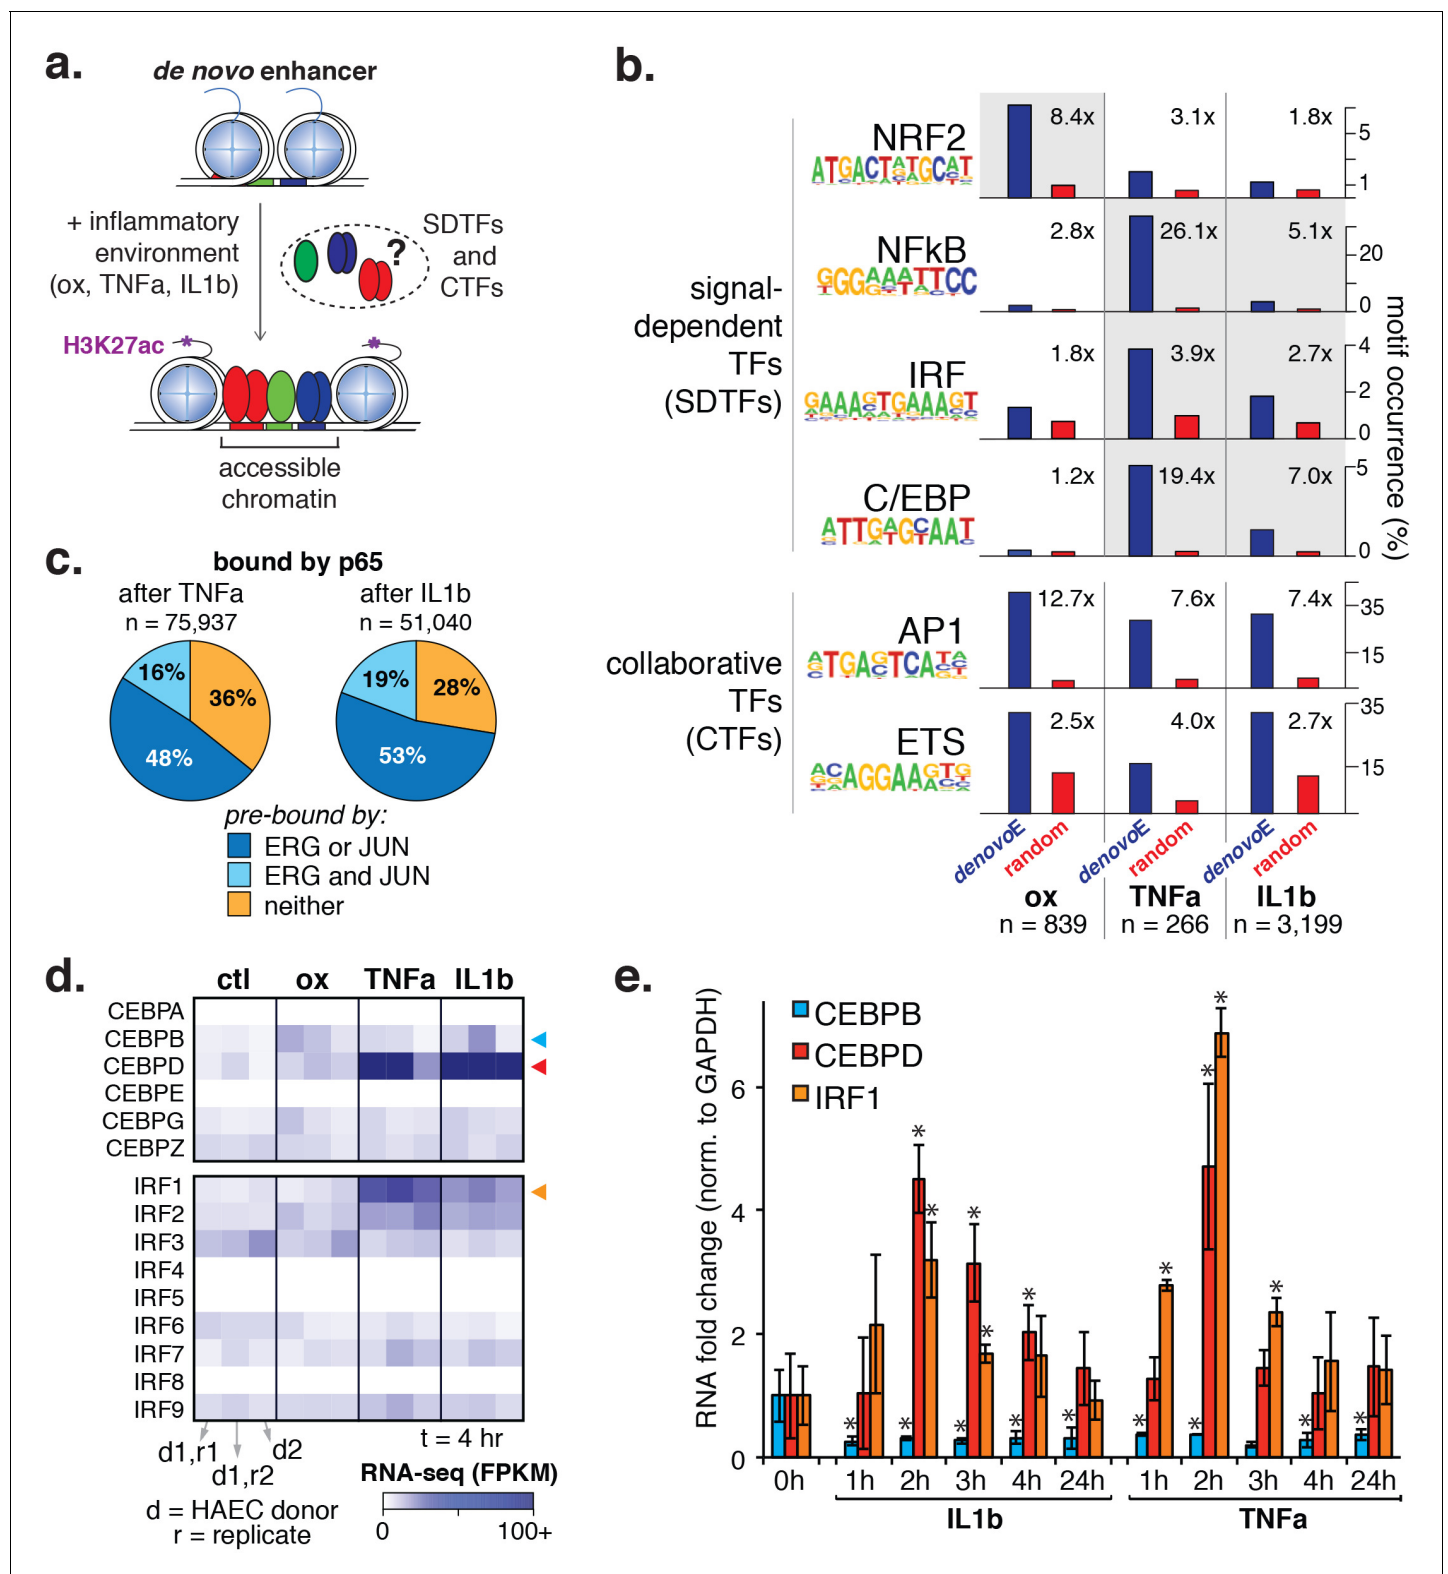 a.
de novo enhancer
+ inflammatory
environment
(ox, TNFa, IL1b)
?
SDTFs
and
CTFs
H3K27ac
*
*
accessible
chromatin
b.
signal-
dependent
TFs
(SDTFs)
collaborative
TFs
(CTFs)
NRF2
ATGACTATGCAT
8.4x
3.1x
1.8x
5
1
NFkB
GGGAAATTCC
2.8x
26.1x
5.1x
20
0
IRF
GAAAGTGAAAGT
1.8x
3.9x
2.7x
4
2
0
C/EBP
ATTGAGCAAT
1.2x
19.4x
7.0x
5
0
AP1
12.7x
7.6x
7.4x
35
15
ETS
2.5x
4.0x
2.7x
35
15
motif occurrence (%)
denovoE
random
denovoE
random
denovoE
random
ox
TNFa
IL1b
n = 839
n = 266
n = 3,199
c.
bound by p65
after TNFa
n = 75,937
after IL1b
n = 51,040
16%
36%
48%
19%
28%
53%
pre-bound by:
ERG or JUN
ERG and JUN
neither
d.
ctl
ox
TNFa
IL1b
CEBPA
CEBPB
CEBPD
CEBPE
CEBPG
CEBPZ
IRF1
IRF2
IRF3
IRF4
IRF5
IRF6
IRF7
IRF8
IRF9
d1,r1
d1,r2
d2
t = 4 hr
d = HAEC donor
r = replicate
RNA-seq (FPKM)
0
100+
e.
RNA fold change (norm. to GAPDH)
CEBPB
CEBPD
IRF1
6
4
2
0
* * * * * * * * * *
* * * * * * * *
0h
1h
2h
3h
4h
24h
1h
2h
3h
4h
24h
IL1b
TNFa